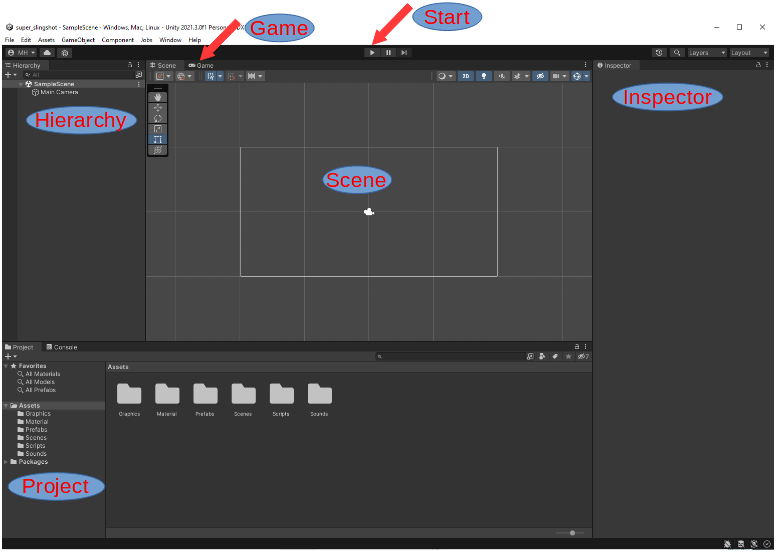 super_slingshot - SampleScene - Windows, Mac, Linux - Unity 2021.3.0f1 Person
Game
Start
File Edit Assets GameObject Component Jobs Window Help
MH
Layers Layout
Hierarchy
Scene Game
Inspector
All
2D
SampleScene
Main Camera
Hierarchy
Inspector
Scene
Project Console
7
Favorites
All Materials
All Models
All Prefabs
Assets
Graphics
Material
Prefabs
Scenes
Scripts
Sounds
Packages
Assets
Graphics Material Prefabs Scenes Scripts Sounds
Project